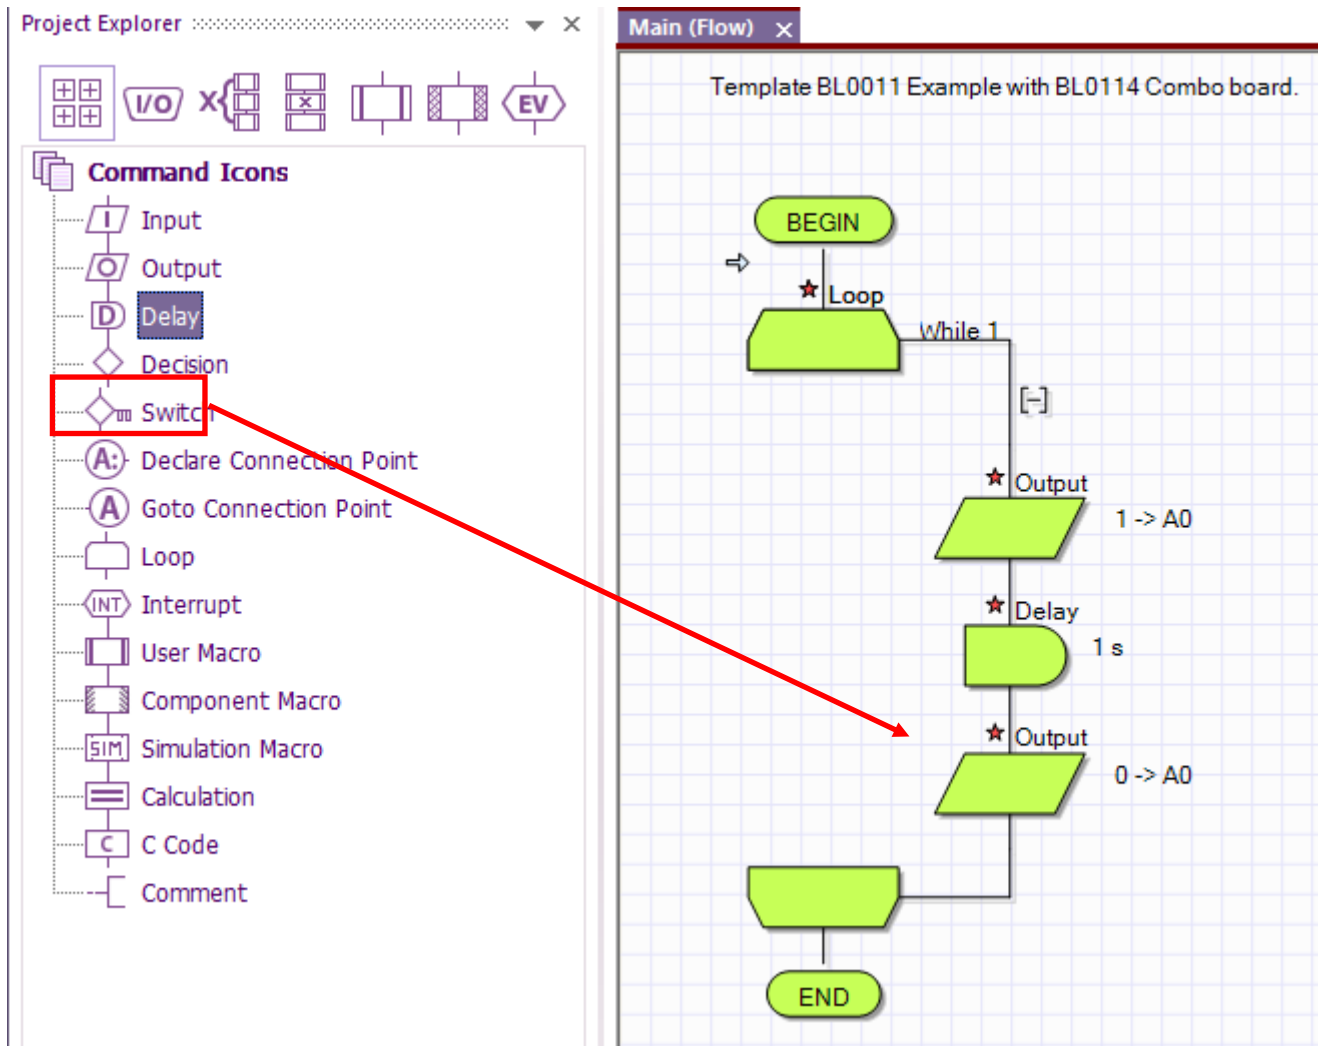 Project Explorer
I/O
X
x
EV
Command Icons
I Input
O Output
D Delay
Decision
Switch
A: Declare Connection Point
A Goto Connection Point
Loop
INT Interrupt
User Macro
Component Macro
SIM Simulation Macro
Calculation
C C Code
Comment
Main (Flow)
Template BL0011 Example with BL0114 Combo board.
BEGIN
Loop
While 1
[-]
Output
1 -> A0
Delay
1 s
Output
0 -> A0
END